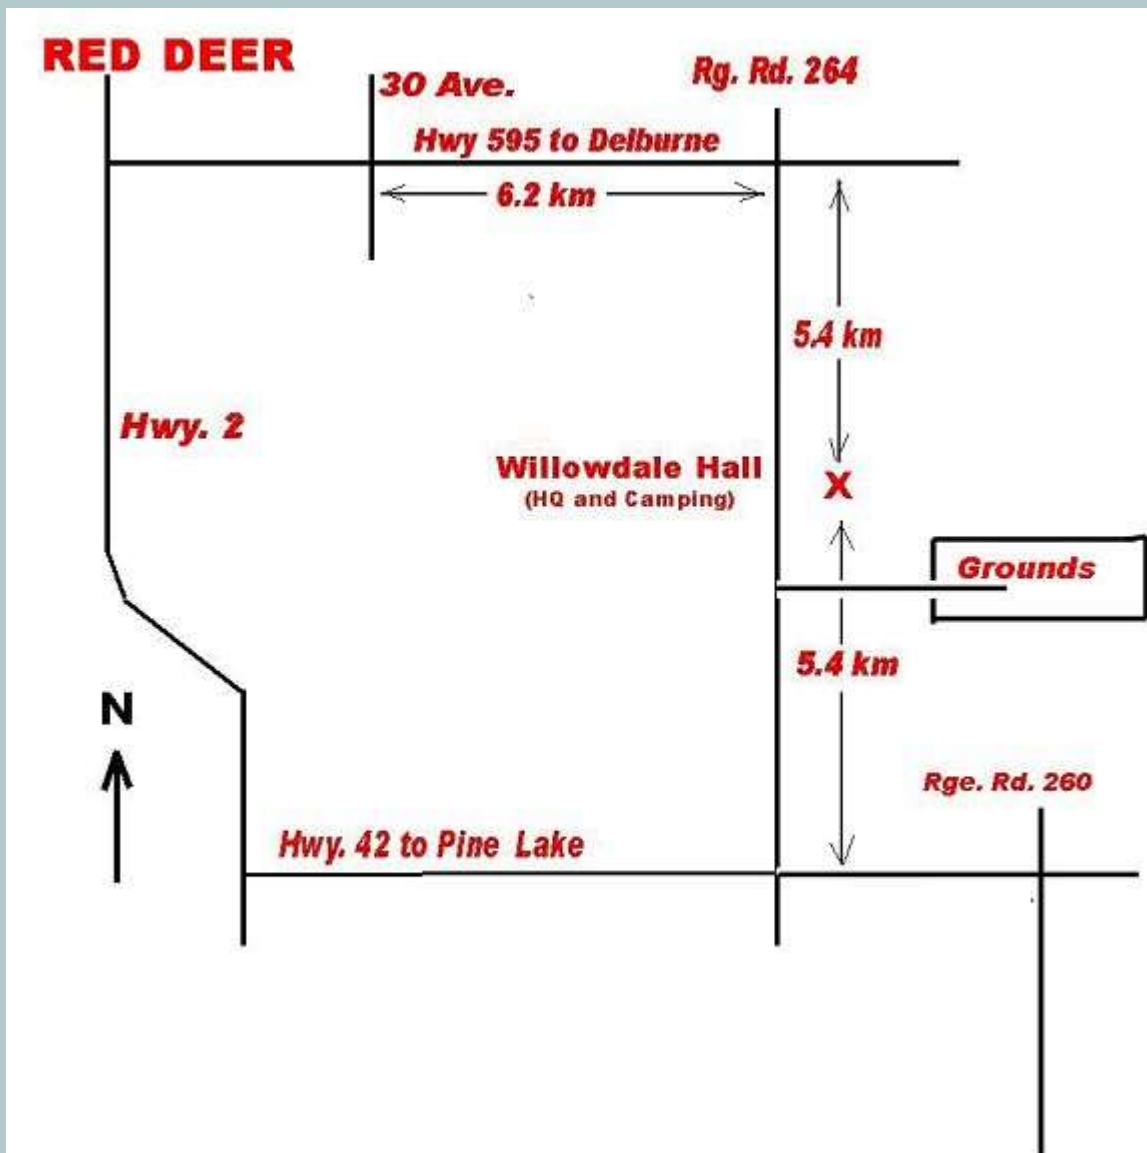 RED DEER
30 Ave.
Rg. Rd. 264
Hwy 595 to Delburne
6.2 km
5.4 km
Hwy. 2
Willowdale Hall
(HQ and Camping)
X
Grounds
5.4 km
N
Rge. Rd. 260
Hwy. 42 to Pine Lake